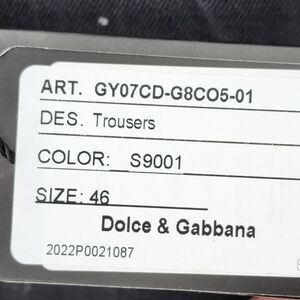 ART. GY07CD-G8CO5-01
DES. Trousers
COLOR: S9001
SIZE: 46
Dolce & Gabbana
2022P0021087